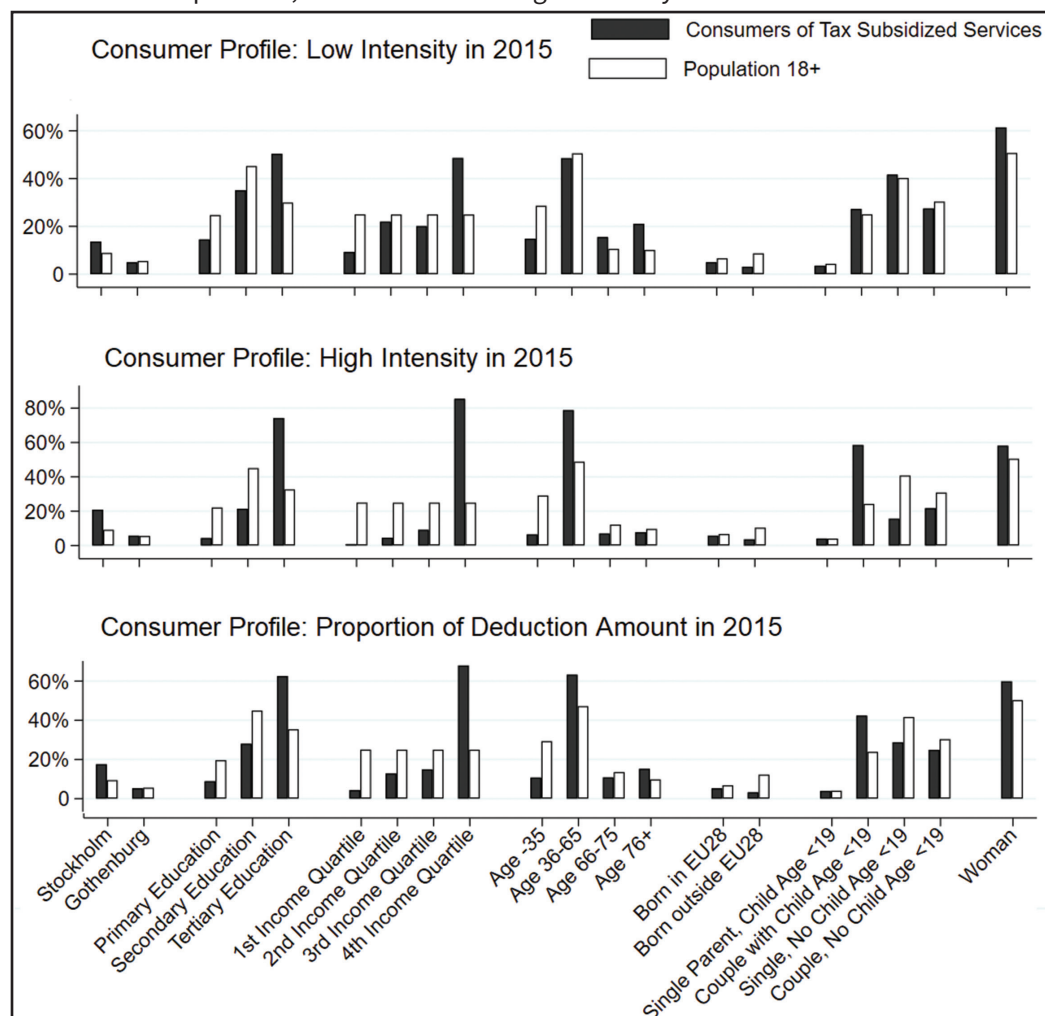 Consumer Profile: Low Intensity in 2015
Consumers of Tax Subsidized Services
Population 18+
60%
40%
20%
0
Consumer Profile: High Intensity in 2015
80%
60%
40%
20%
0
Consumer Profile: Proportion of Deduction Amount in 2015
60%
40%
20%
0
Stockholm
Gothenburg
Primary Education
Secondary Education
Tertiary Education
1st Income Quartile
2nd Income Quartile
3rd Income Quartile
4th Income Quartile
Age -35
Age 36-65
Age 66-75
Age 76+
Born in EU28
Born outside EU28
Single Parent, Child Age <19
Couple with Child Age <19
Single, No Child Age <19
Couple, No Child Age <19
Woman